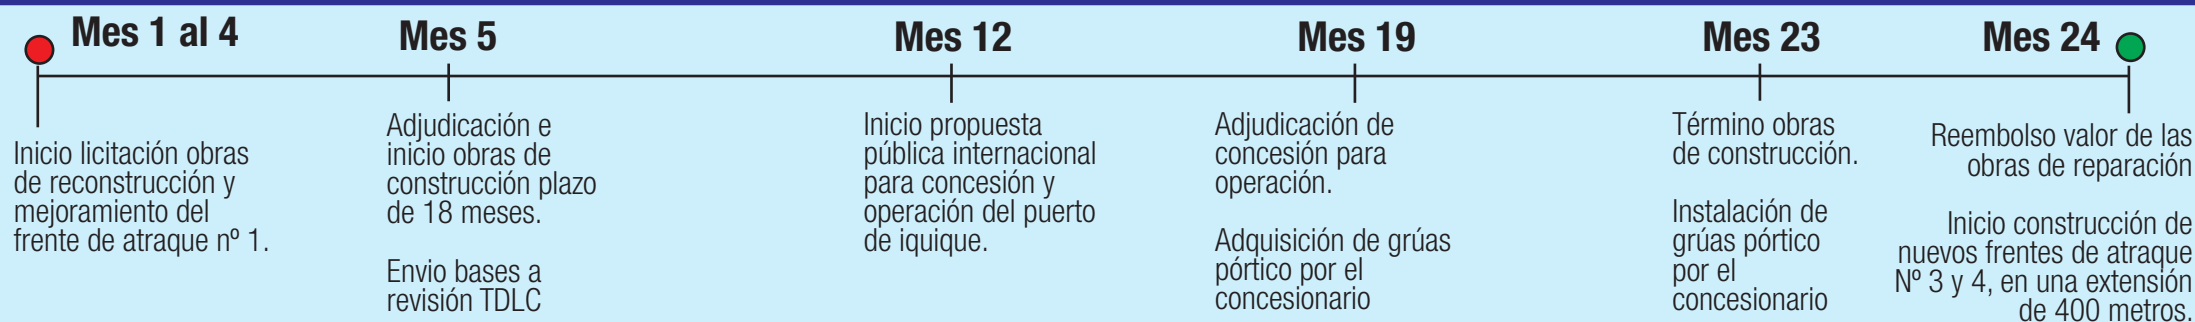 Mes 1 al 4
Inicio licitación obras
de reconstrucción y
mejoramiento del
frente de atraque nº 1.
Mes 5
Adjudicación e
inicio obras de
construcción plazo
de 18 meses.
Envio bases a
revisión TDLC
Mes 12
Inicio propuesta
pública internacional
para concesión y
operación del puerto
de iquique.
Mes 19
Adjudicación de
concesión para
operación.
Adquisición de grúas
pórtico por el
concesionario
Mes 23
Término obras
de construcción.
Instalación de
grúas pórtico
por el
concesionario
Mes 24
Reembolso valor de las
obras de reparación
Inicio construcción de
nuevos frentes de atraque
Nº 3 y 4, en una extensión
de 400 metros.